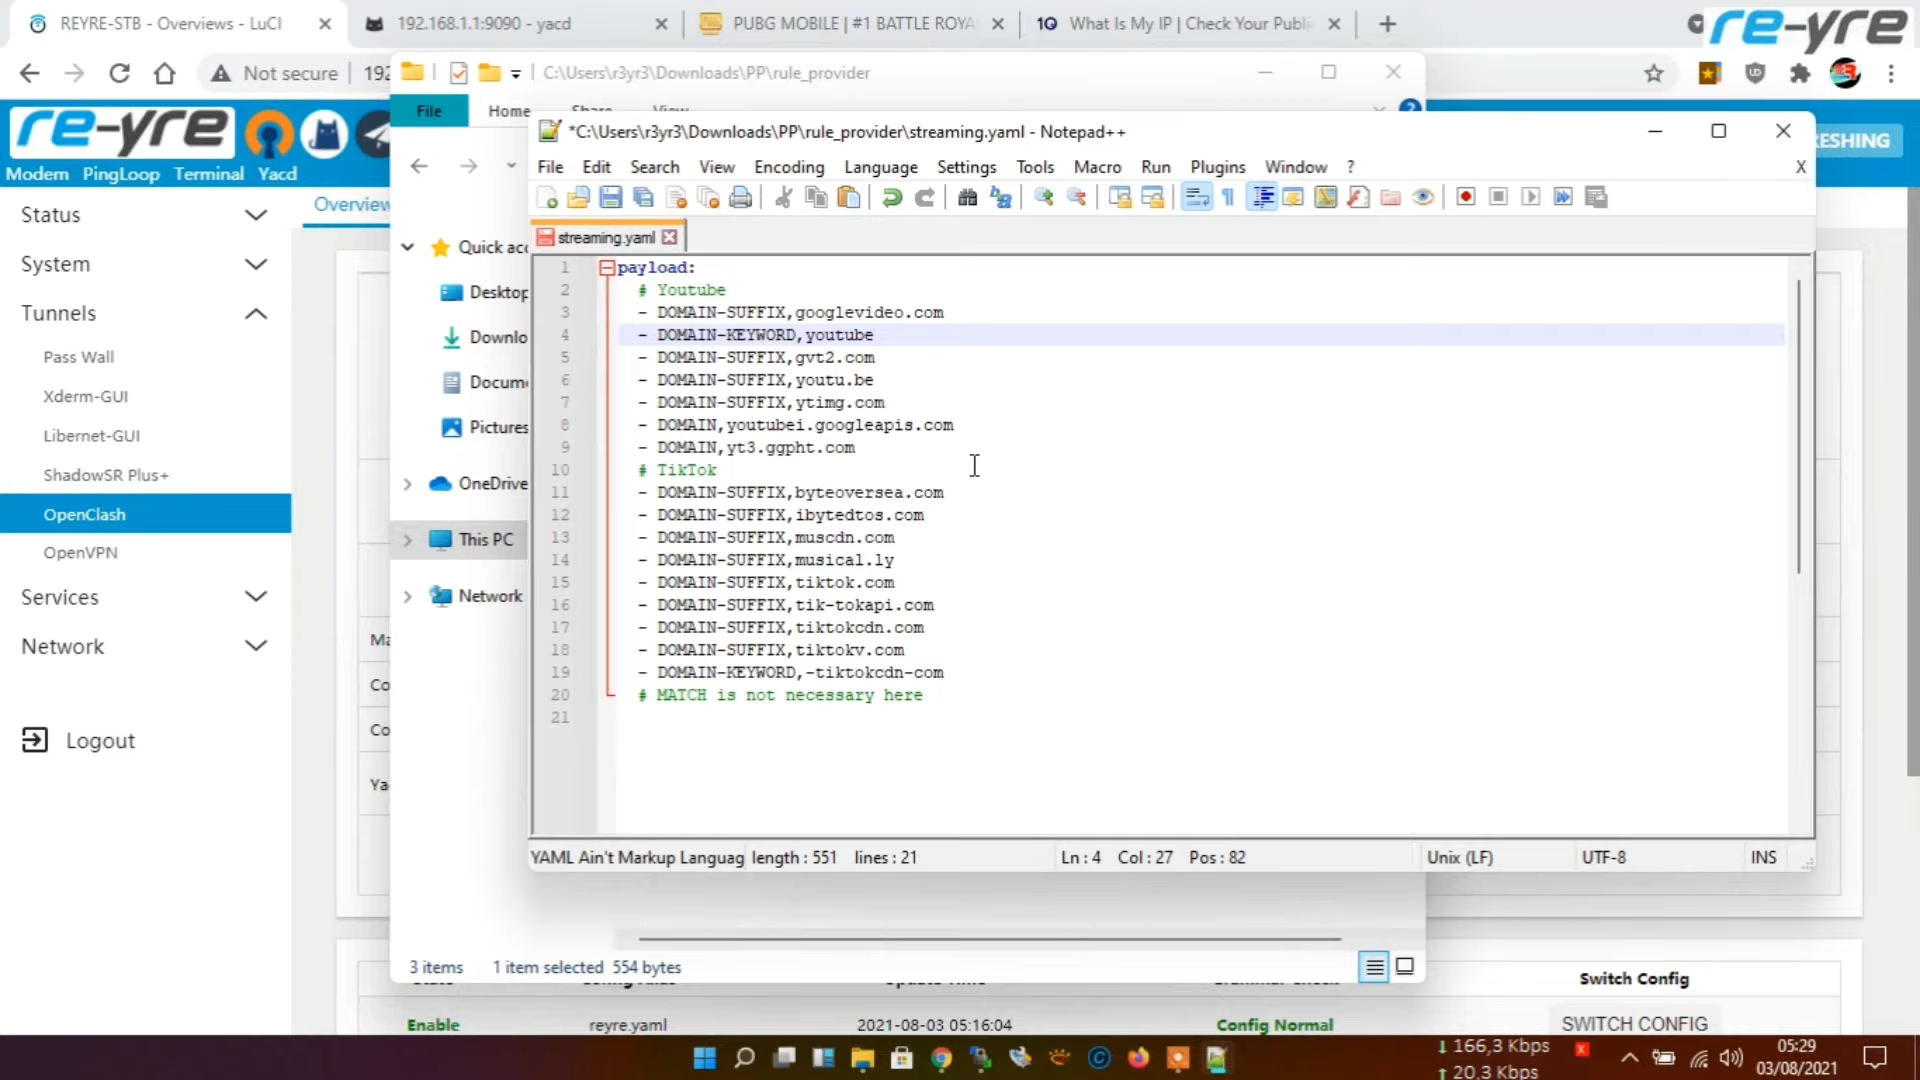 REYRE-STB - Overviews - LuCI
192.168.1.1:9090 - yacd
PUBG MOBILE | #1 BATTLE ROYA
1Q What Is My IP | Check Your Publi
re-yre
Not secure
192
C:\Users\r3yr3\Downloads\PP\rule_provider
File
Home
Share
View
re-yre
Modem PingLoop Terminal Yacd
ESHING
*C:\Users\r3yr3\Downloads\PP\rule_provider\streaming.yaml - Notepad++
File Edit Search View Encoding Language Settings Tools Macro Run Plugins Window ? X
Status
System
Tunnels
Pass Wall
Xderm-GUI
Libernet-GUI
ShadowSR Plus+
OpenClash
OpenVPN
Services
Network
Logout
Overview
Ma
Co
Co
Ya
Quick acc
Desktop
Downlo
Docum
Pictures
OneDrive
This PC
Network
streaming.yaml
1 payload:
2 # Youtube
3 - DOMAIN-SUFFIX,googlevideo.com
4 - DOMAIN-KEYWORD,youtube
5 - DOMAIN-SUFFIX,gvt2.com
6 - DOMAIN-SUFFIX,youtu.be
7 - DOMAIN-SUFFIX,ytimg.com
8 - DOMAIN,youtubei.googleapis.com
9 - DOMAIN,yt3.ggpht.com
10 # TikTok
11 - DOMAIN-SUFFIX,byteoversea.com
12 - DOMAIN-SUFFIX,ibytedtos.com
13 - DOMAIN-SUFFIX,muscdn.com
14 - DOMAIN-SUFFIX,musical.ly
15 - DOMAIN-SUFFIX,tiktok.com
16 - DOMAIN-SUFFIX,tik-tokapi.com
17 - DOMAIN-SUFFIX,tiktokcdn.com
18 - DOMAIN-SUFFIX,tiktokv.com
19 - DOMAIN-KEYWORD,-tiktokcdn-com
20 # MATCH is not necessary here
21
YAML Ain't Markup Languag length : 551 lines : 21 Ln : 4 Col : 27 Pos : 82 Unix (LF) UTF-8 INS
3 items 1 item selected 554 bytes
Switch Config
Enable reyre.yaml 2021-08-03 05:16:04 Config Normal SWITCH CONFIG
↓ 166,3 Kbps
↑ 20,3 Kbps
05:29
03/08/2021